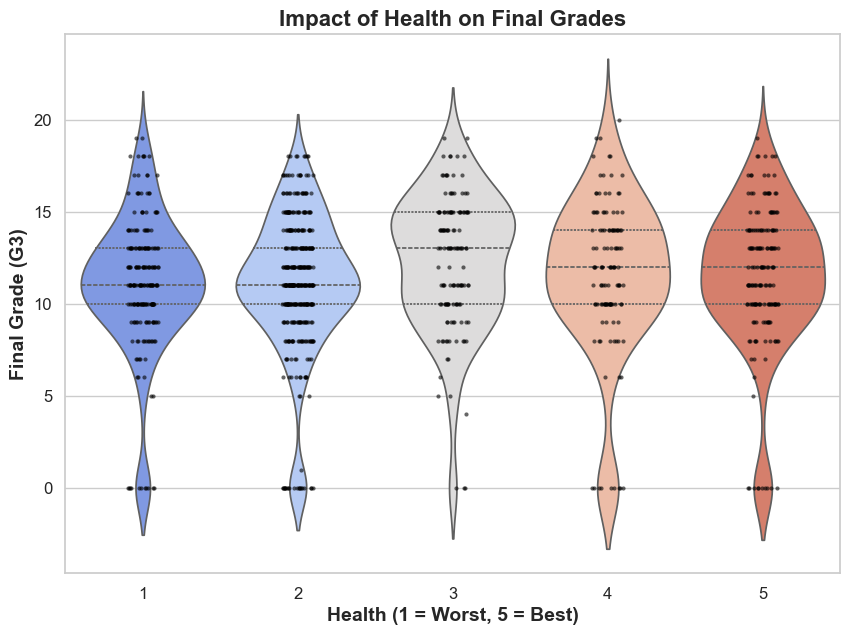 Impact of Health on Final Grades
Final Grade (G3)
20
15
10
5
0
1 2 3 4 5
Health (1 = Worst, 5 = Best)